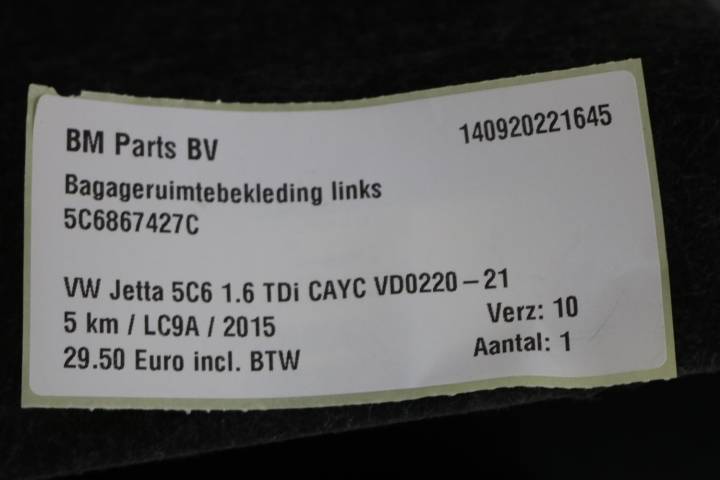 BM Parts BV
140920221645
Bagageruimtebekleding links
5C6867427C
VW Jetta 5C6 1.6 TDi CAYC VD0220-21
5 km / LC9A / 2015
Verz: 10
29.50 Euro incl. BTW
Aantal: 1